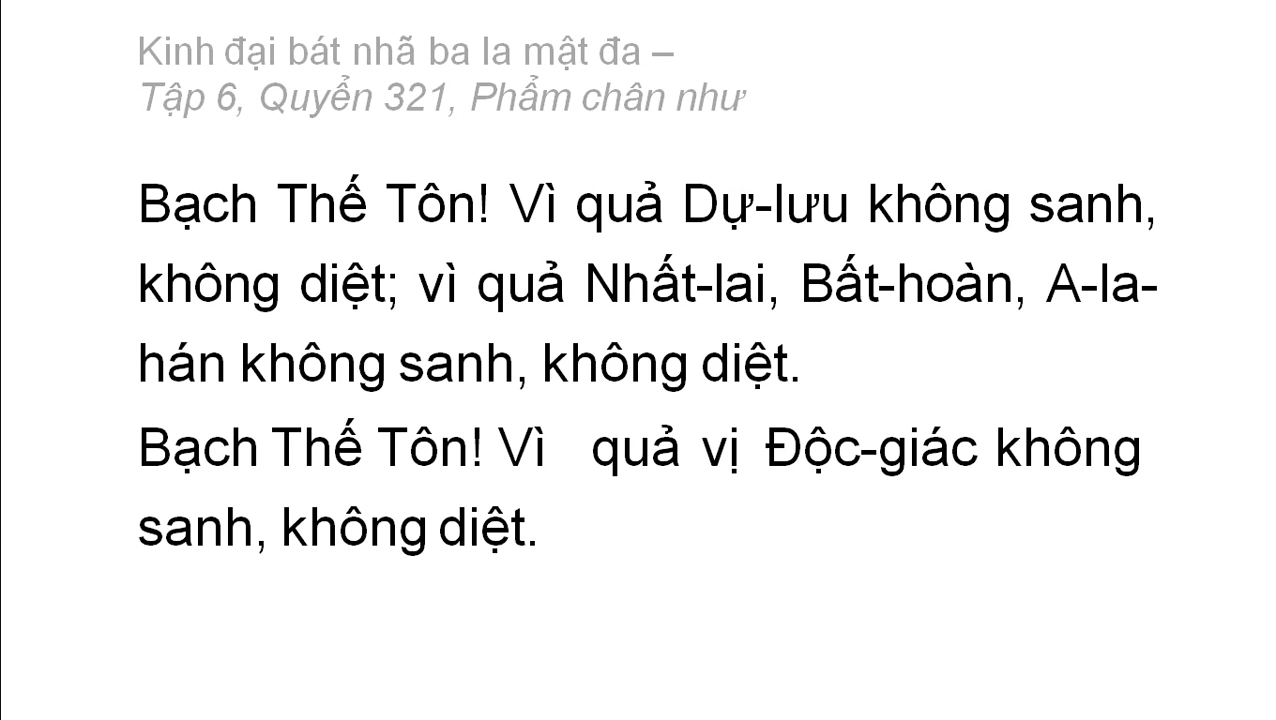 Kinh đại bát nhã ba la mật đa –
Tập 6, Quyển 321, Phẩm chân như
Bạch Thế Tôn! Vì quả Dự-lưu không sanh,
không diệt; vì quả Nhất-lai, Bất-hoàn, A-la-
hán không sanh, không diệt.
Bạch Thế Tôn! Vì quả vị Độc-giác không
sanh, không diệt.